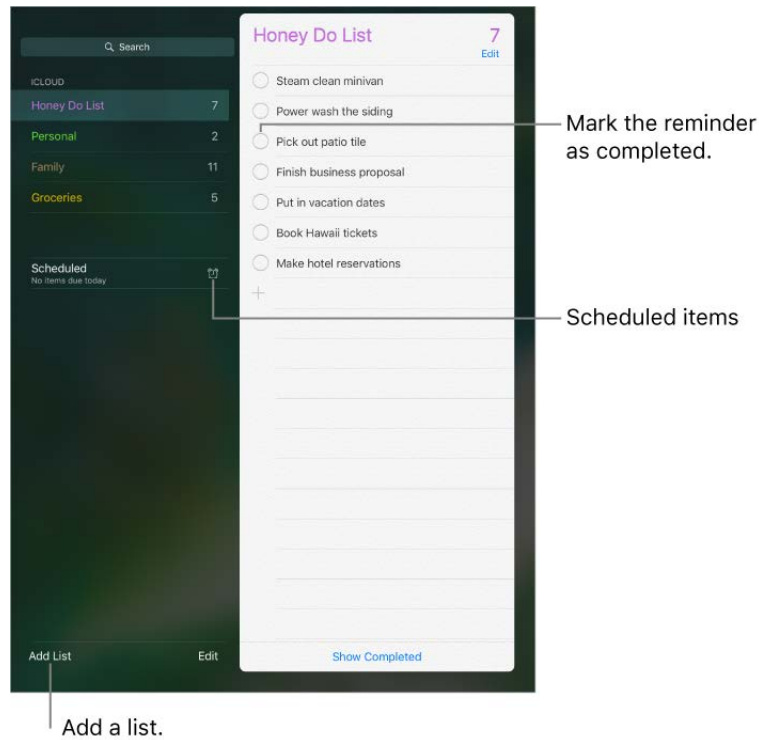 Search
ICLOUD
Honey Do List 7
Personal 2
Family 11
Groceries 5
Scheduled
No items due today
Add List Edit
Honey Do List 7
Edit
Steam clean minivan
Power wash the siding
Pick out patio tile
Finish business proposal
Put in vacation dates
Book Hawaii tickets
Make hotel reservations
Show Completed
Mark the reminder
as completed.
Scheduled items
Add a list.